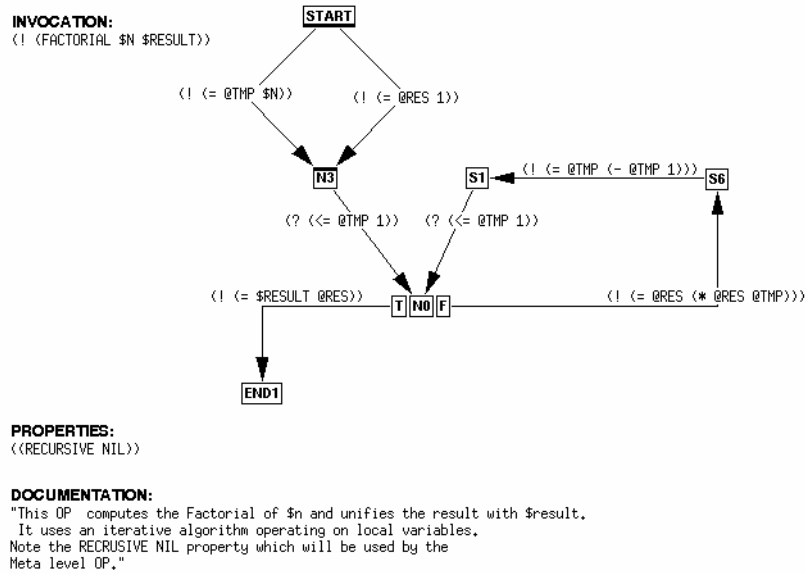 INVOCATION:
(! (FACTORIAL $N $RESULT))
START
(! (= @TMP $N))
(! (= @RES 1))
N3
S1
(! (= @TMP (- @TMP 1)))
S6
(? (<= @TMP 1))
(? (<= @TMP 1)
(! (= $RESULT @RES))
T N0 F
(! (= @RES (* @RES @TMP)))
END1
PROPERTIES:
((RECURSIVE NIL))
DOCUMENTATION:
"This OP  computes the Factorial of $n and unifies the result with $result.
It uses an iterative algorithm operating on local variables.
Note the RECRUSIVE NIL property which will be used by the
Meta level OP."